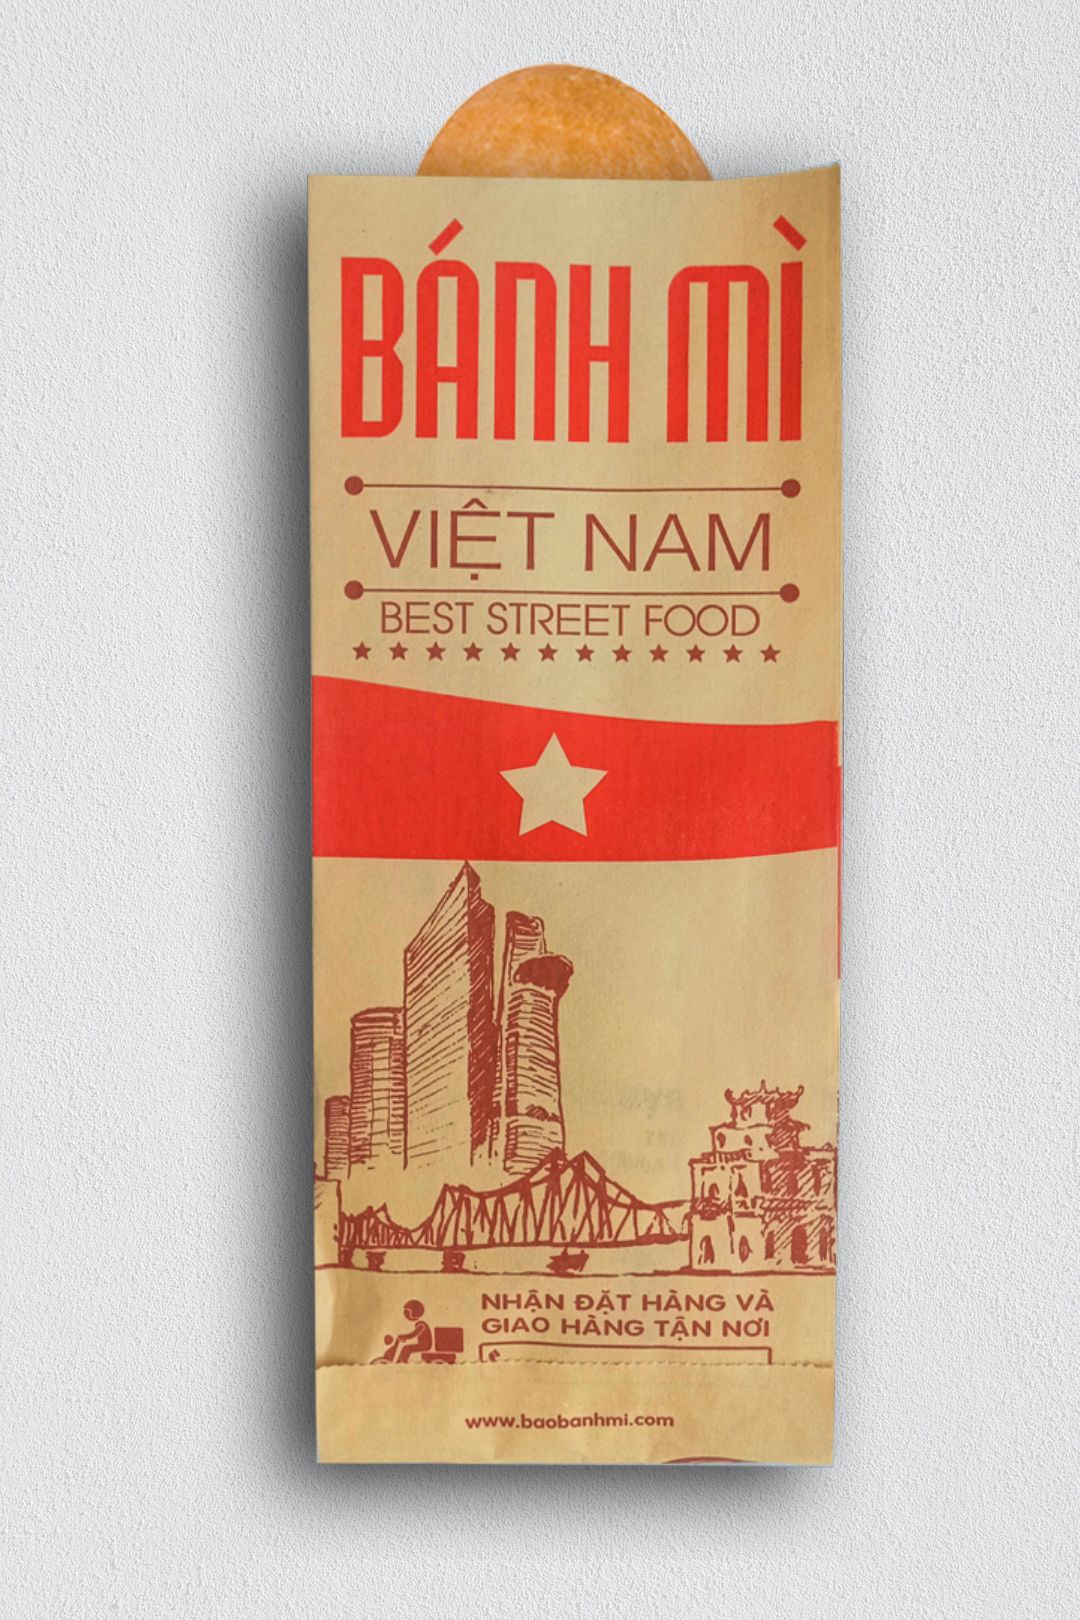 BÁNH MÌ
VIỆT NAM
BEST STREET FOOD
NHẬN ĐẶT HÀNG VÀ
GIAO HÀNG TẬN NƠI
www.baobanhmi.com